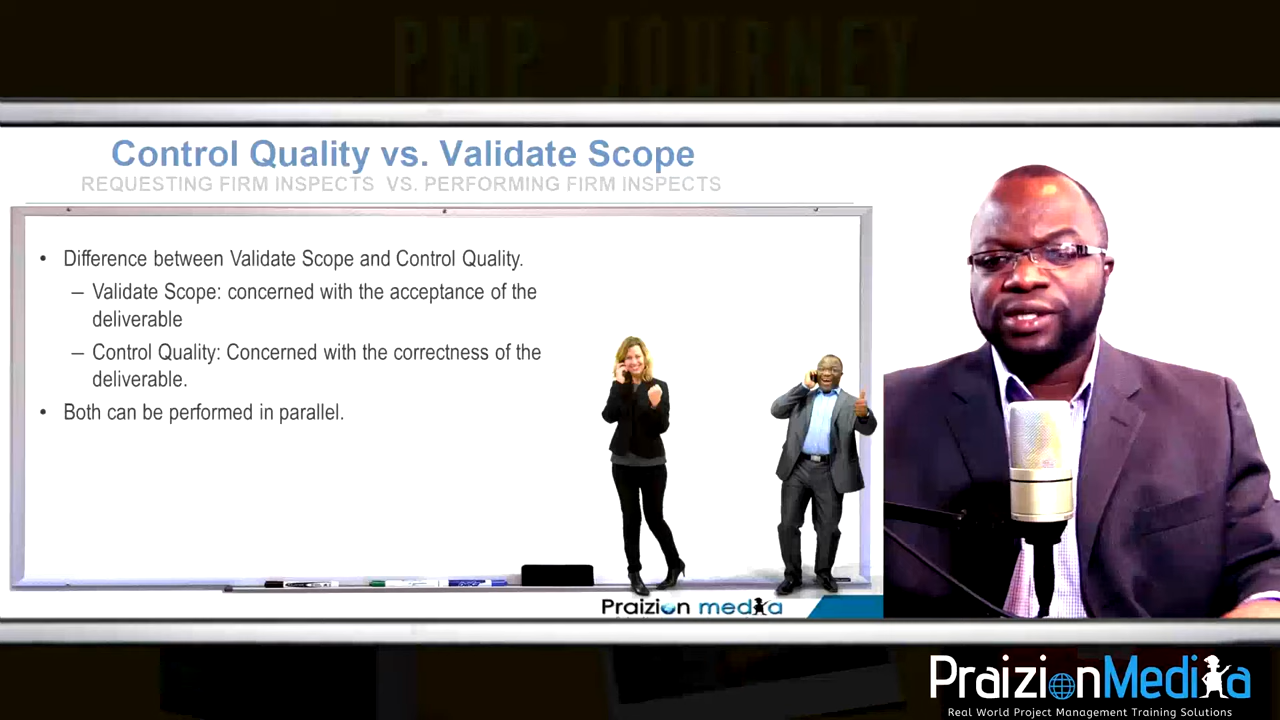 PMP JOURNEY
Control Quality vs. Validate Scope
REQUESTING FIRM INSPECTS VS. PERFORMING FIRM INSPECTS
• Difference between Validate Scope and Control Quality.
– Validate Scope: concerned with the acceptance of the
deliverable
– Control Quality: Concerned with the correctness of the
deliverable.
• Both can be performed in parallel.
Praizion media
PraizionMedia
Real World Project Management Training Solutions